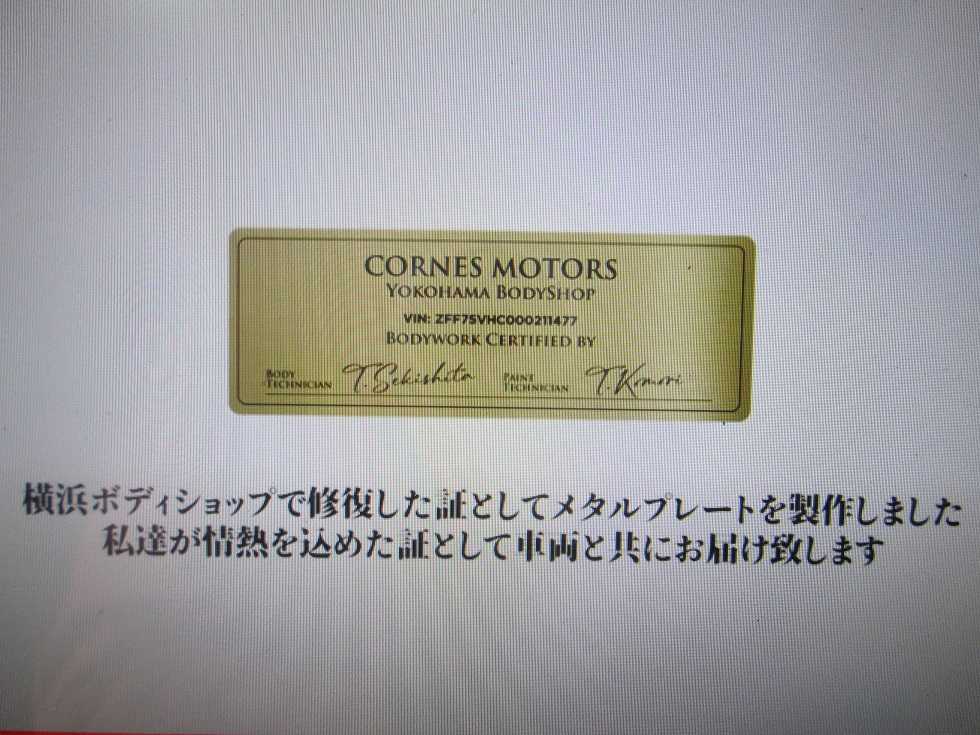 CORNES MOTORS
YOKOHAMA BODYSHOP
VIN: ZFF75VHC000211477
BODYWORK CERTIFIED BY
BODY TECHNICIAN T.Sekishita PAINT TECHNICIAN T.Komori
横浜ボディショップで修復した証としてメタルプレートを製作しました
私達が情熱を込めた証として車両と共にお届け致します